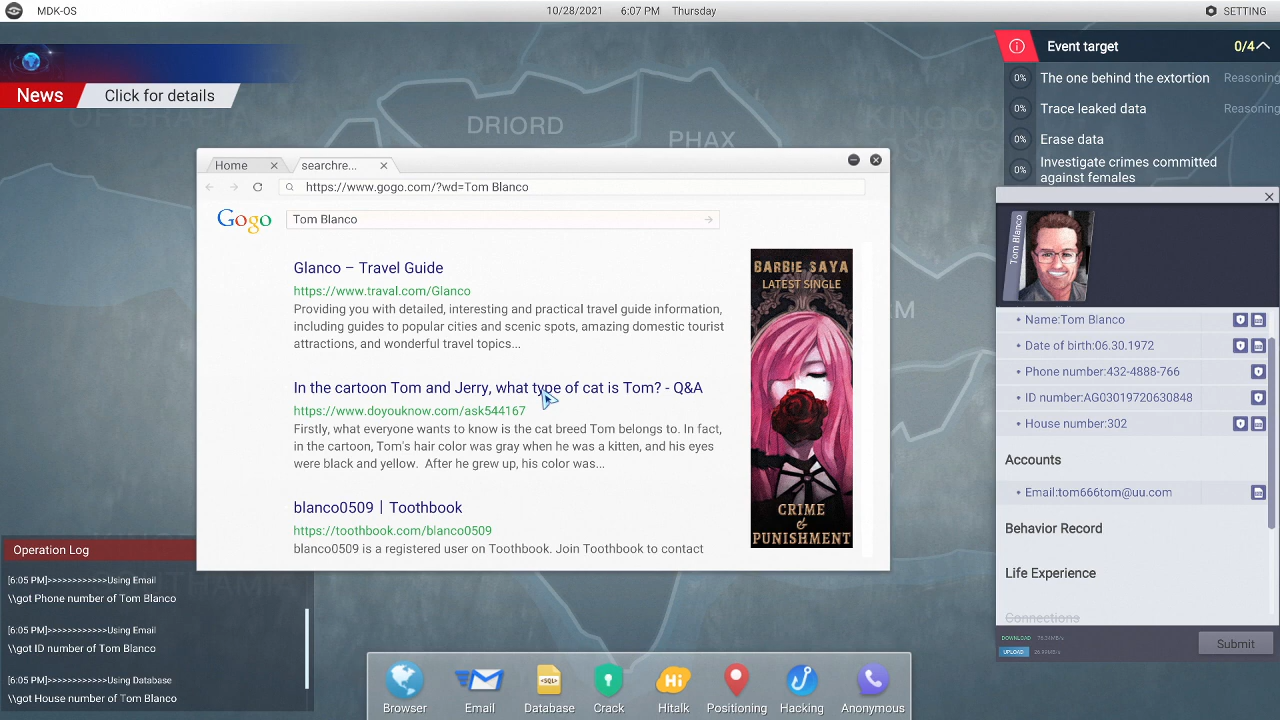 MDK-OS
10/28/2021 6:07 PM Thursday
SETTING
News
Click for details
DRIORD
PHAX
Event target
0/4
0% The one behind the extortion Reasoning
0% Trace leaked data Reasoning
0% Erase data
0% Investigate crimes committed
against females
Home
searchre...
https://www.gogo.com/?wd=Tom Blanco
Gogo
Tom Blanco
Glanco – Travel Guide
https://www.traval.com/Glanco
Providing you with detailed, interesting and practical travel guide information,
including guides to popular cities and scenic spots, amazing domestic tourist
attractions, and wonderful travel topics...
In the cartoon Tom and Jerry, what type of cat is Tom? - Q&A
https://www.doyouknow.com/ask544167
Firstly, what everyone wants to know is the cat breed Tom belongs to. In fact,
in the cartoon, Tom's hair color was gray when he was a kitten, and his eyes
were black and yellow. After he grew up, his color was...
blanco0509 | Toothbook
https://toothbook.com/blanco0509
blanco0509 is a registered user on Toothbook. Join Toothbook to contact
BARBIE SAYA
LATEST SINGLE
CRIME
&
PUNISHMENT
Tom Blanco
• Name:Tom Blanco
• Date of birth:06.30.1972
• Phone number:432-4888-766
• ID number:AG03019720630848
• House number:302
Accounts
• Email:tom666tom@uu.com
Behavior Record
Life Experience
Connections
DOWNLOAD
UPLOAD
Submit
Operation Log
[6:05 PM]>>>>>>>>>>>>Using Email
\\got Phone number of Tom Blanco
[6:05 PM]>>>>>>>>>>>>Using Email
\\got ID number of Tom Blanco
[6:05 PM]>>>>>>>>>>>>Using Database
\\got House number of Tom Blanco
<SQL>
Hi
Browser
Email
Database
Crack
Hitalk
Positioning
Hacking
Anonymous